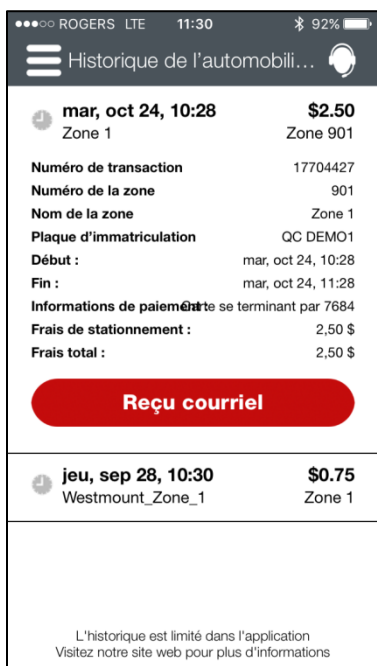 ROGERS LTE 11:30 92%
Historique de l'automobili...
mar, oct 24, 10:28 $2.50
Zone 1 Zone 901
Numéro de transaction 17704427
Numéro de la zone 901
Nom de la zone Zone 1
Plaque d'immatriculation QC DEMO1
Début : mar, oct 24, 10:28
Fin : mar, oct 24, 11:28
Informations de paiement : Carte se terminant par 7684
Frais de stationnement : 2,50 $
Frais total : 2,50 $
Reçu courriel
jeu, sep 28, 10:30 $0.75
Westmount_Zone_1 Zone 1
L'historique est limité dans l'application
Visitez notre site web pour plus d'informations